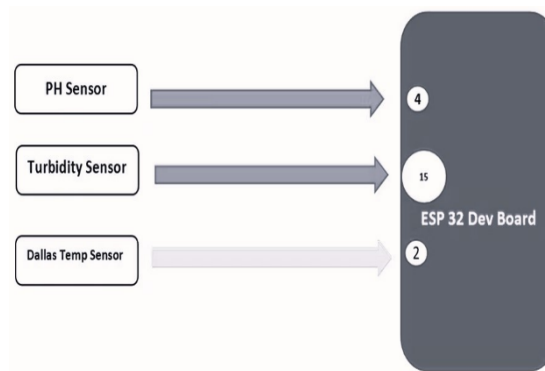 PH Sensor
4
Turbidity Sensor
15
ESP 32 Dev Board
Dallas Temp Sensor
2